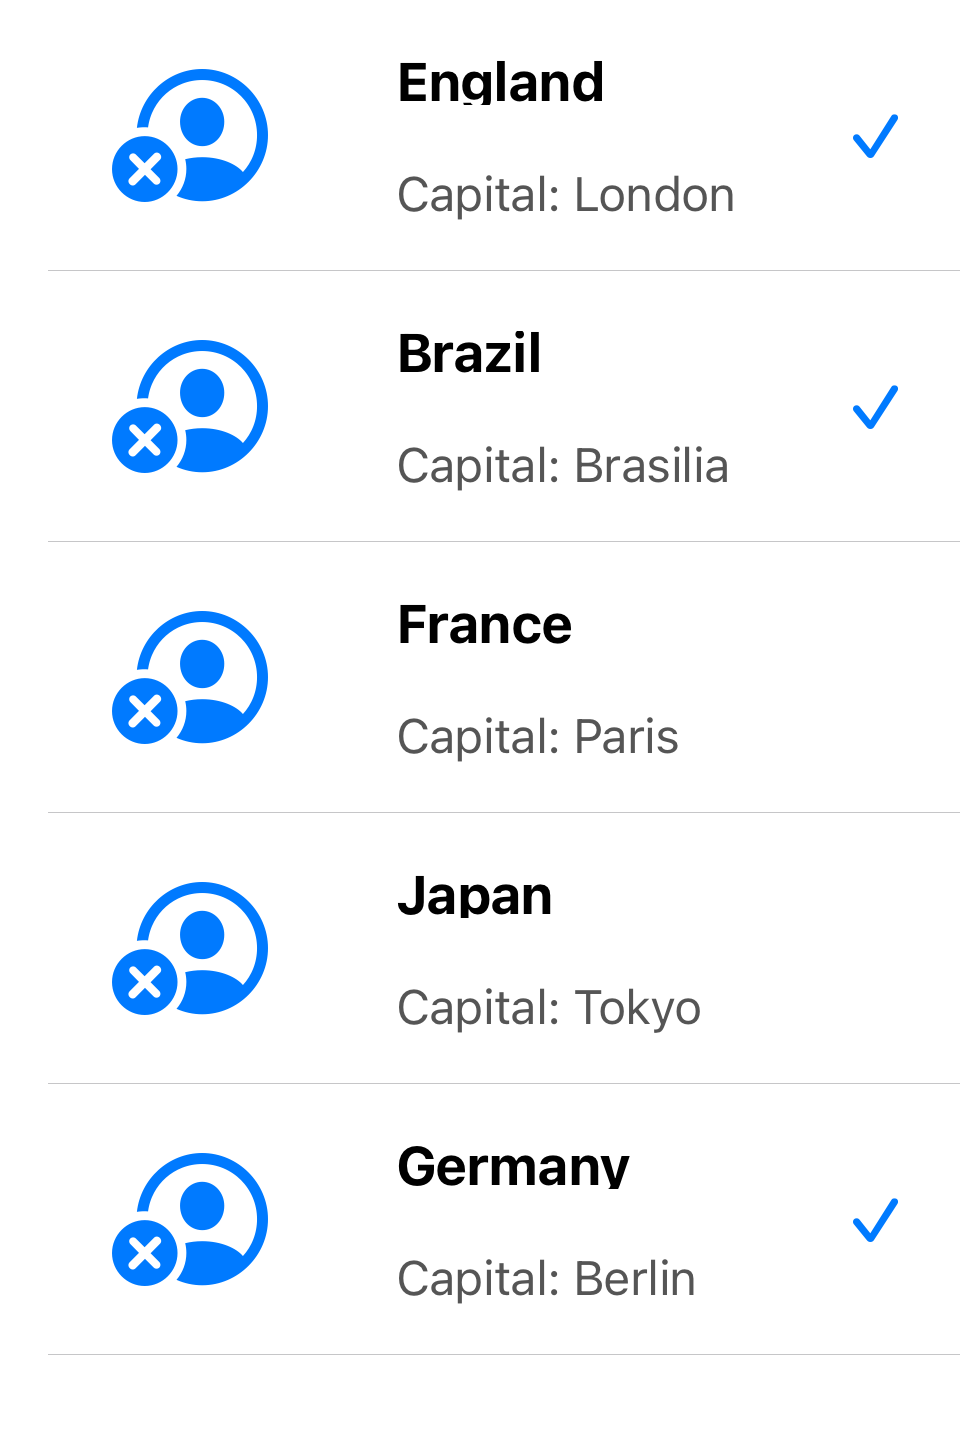 England
Capital: London
Brazil
Capital: Brasilia
France
Capital: Paris
Japan
Capital: Tokyo
Germany
Capital: Berlin